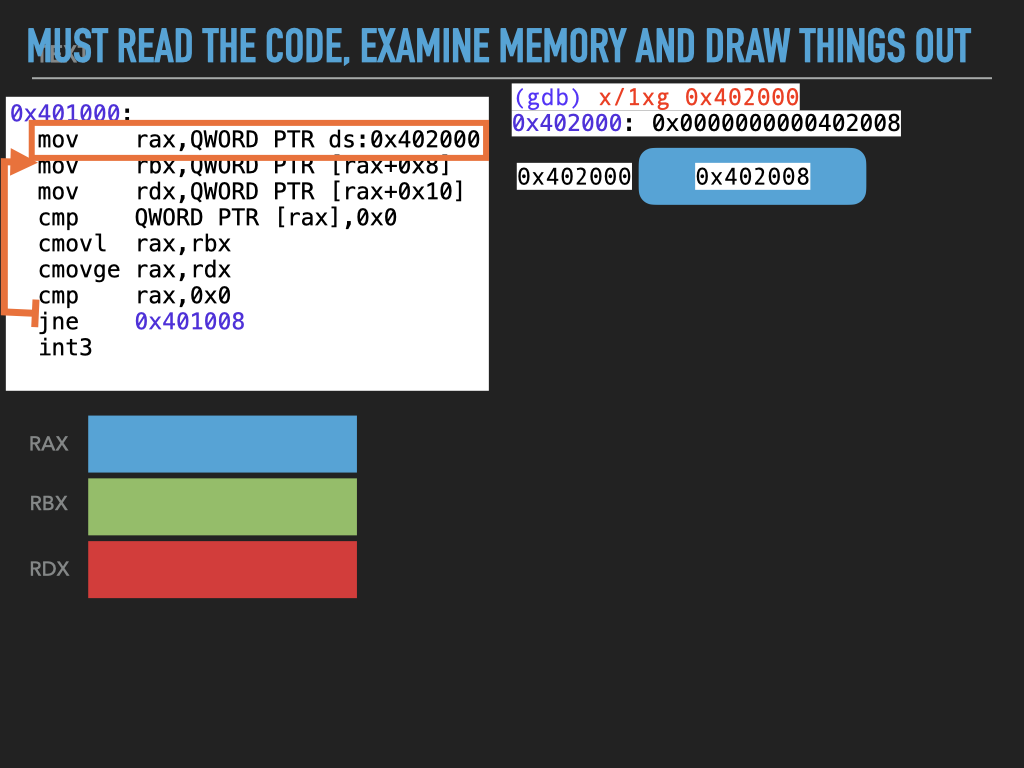 MUST READ THE CODE, EXAMINE MEMORY AND DRAW THINGS OUT
0x401000:
mov rax,QWORD PTR ds:0x402000
mov rbx,QWORD PTR [rax+0x8]
mov rdx,QWORD PTR [rax+0x10]
cmp QWORD PTR [rax],0x0
cmovl rax,rbx
cmovge rax,rdx
cmp rax,0x0
jne 0x401008
int3
(gdb) x/1xg 0x402000
0x402000: 0x0000000000402008
0x402000 0x402008
RAX
RBX
RDX